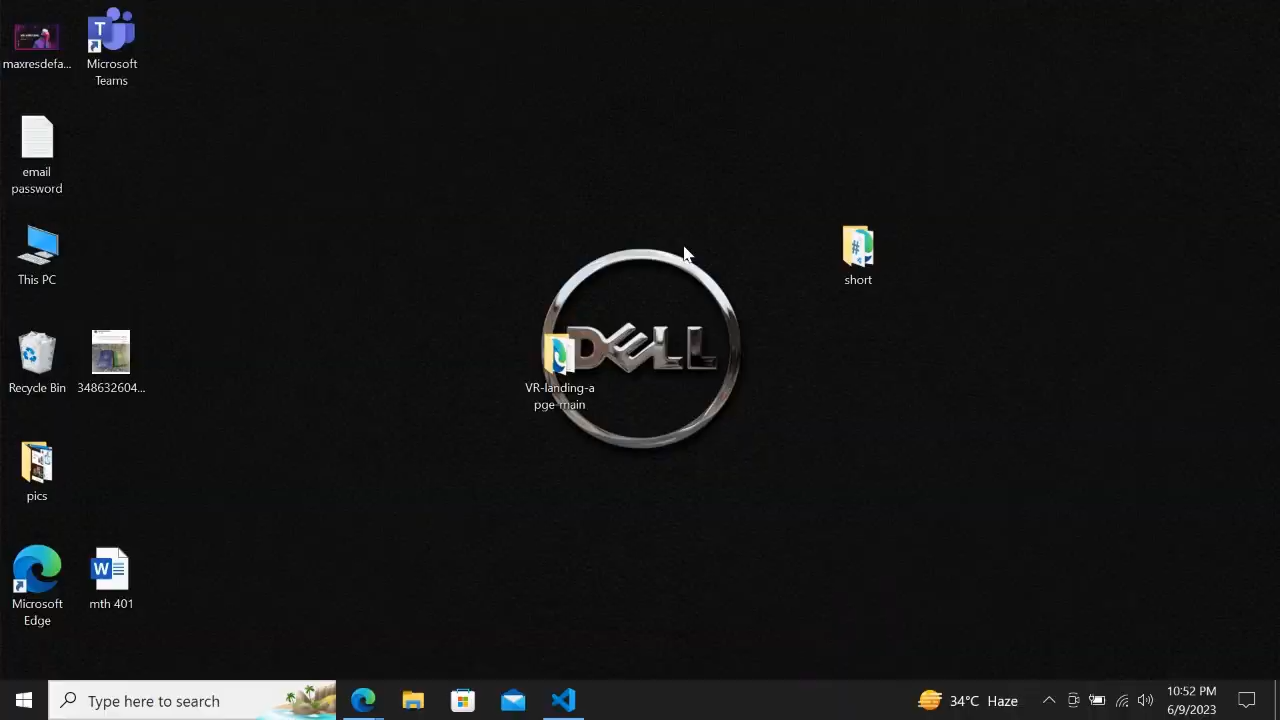 maxresdefa...
Microsoft
Teams
email
password
This PC
Recycle Bin
348632604...
pics
Microsoft
Edge
mth 401
DELL
VR-landing-a
pge-main
short
Type here to search
34°C Haze
10:52 PM
6/9/2023